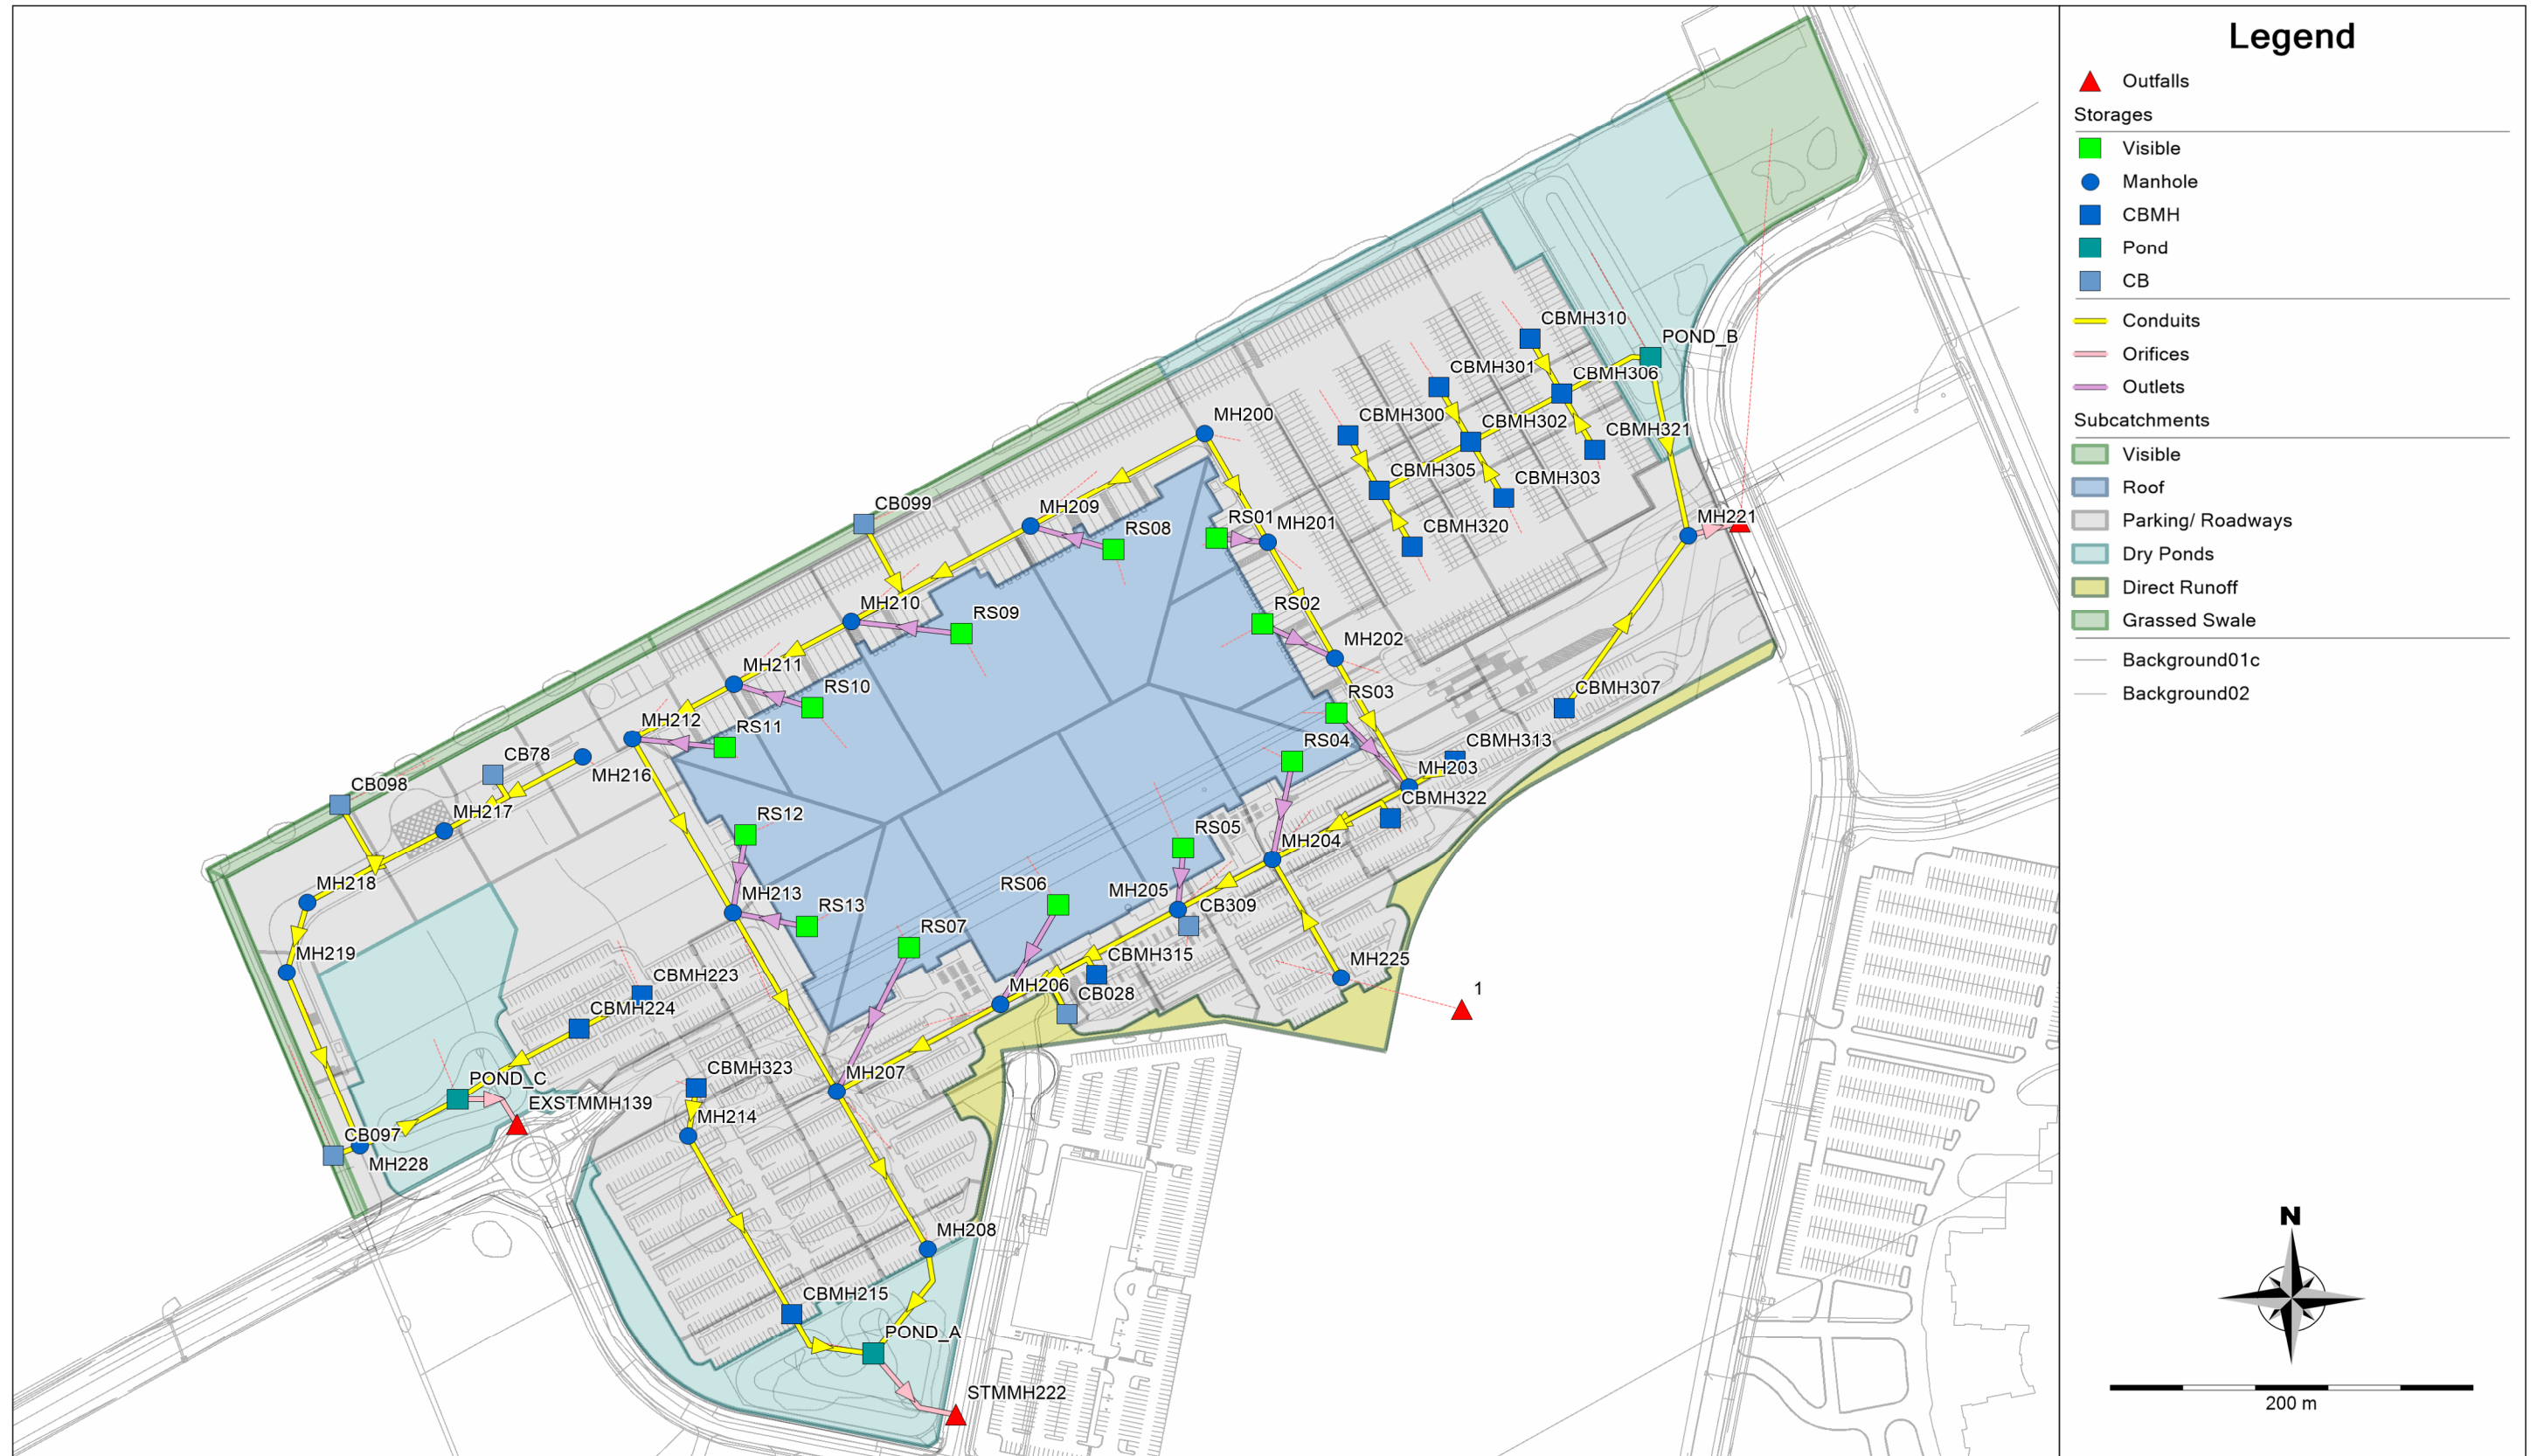 Legend
Outfalls
Storages
Visible
Manhole
CBMH
Pond
CB
Conduits
Orifices
Outlets
Subcatchments
Visible
Roof
Parking/ Roadways
Dry Ponds
Direct Runoff
Grassed Swale
Background01c
Background02
N
200 m
CBMH310
POND_B
CBMH301
CBMH306
MH200
CBMH300
CBMH302
CBMH321
CBMH305
CBMH303
CB099
MH209
RS08
RS01
MH201
CBMH320
MH221
MH210
RS09
RS02
MH202
MH211
RS10
RS03
CBMH307
MH212
RS11
RS04
CBMH313
CB78
MH216
MH203
CB098
MH217
CBMH322
RS12
RS05
MH204
MH218
MH213
RS13
RS06
MH205
CB309
RS07
MH219
CBMH223
CBMH315
MH225
CBMH224
MH206
CB028
1
POND_C
CBMH323
MH207
EXSTMMH139
MH214
CB097
MH228
MH208
CBMH215
POND_A
STMMH222